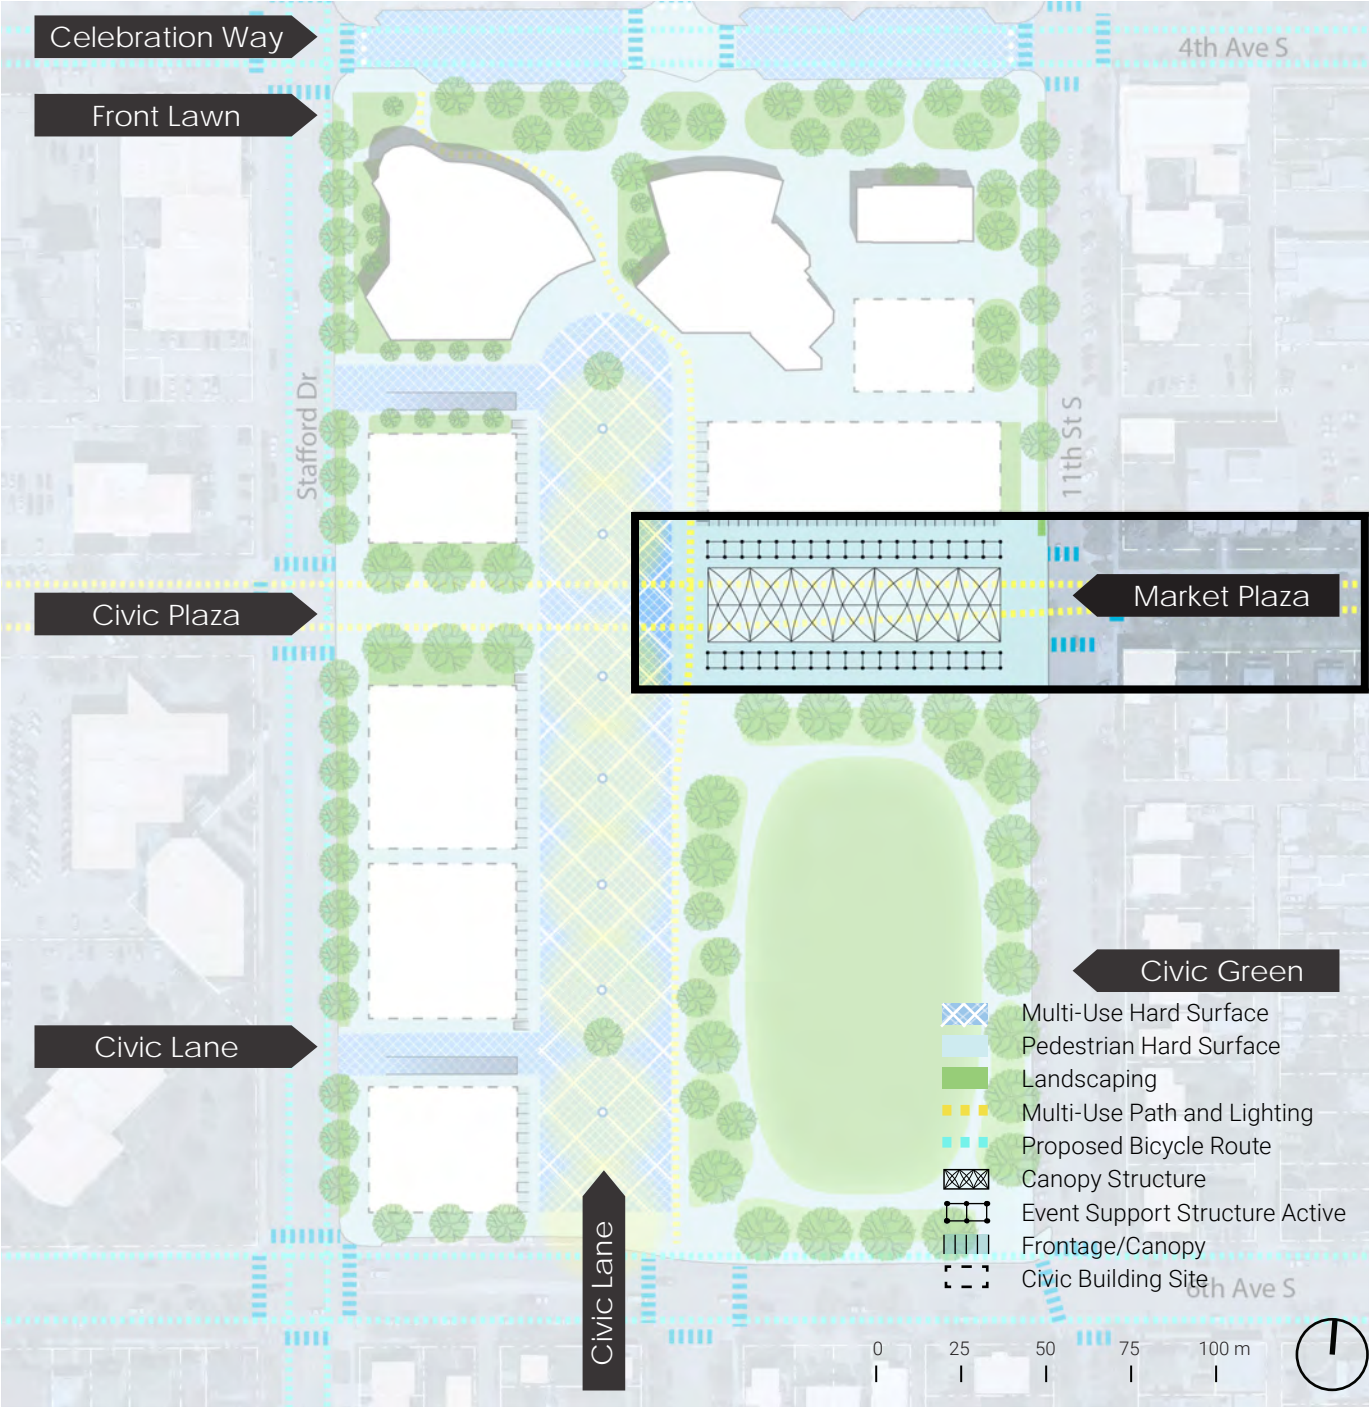 Celebration Way
4th Ave S
Front Lawn
Stafford Dr
11th St S
Market Plaza
Civic Plaza
Civic Green
Multi-Use Hard Surface
Pedestrian Hard Surface
Civic Lane
Landscaping
Multi-Use Path and Lighting
Proposed Bicycle Route
Canopy Structure
Event Support Structure Active
Frontage/Canopy
Civic Building Site
6th Ave S
Civic Lane
0 25 50 75 100 m